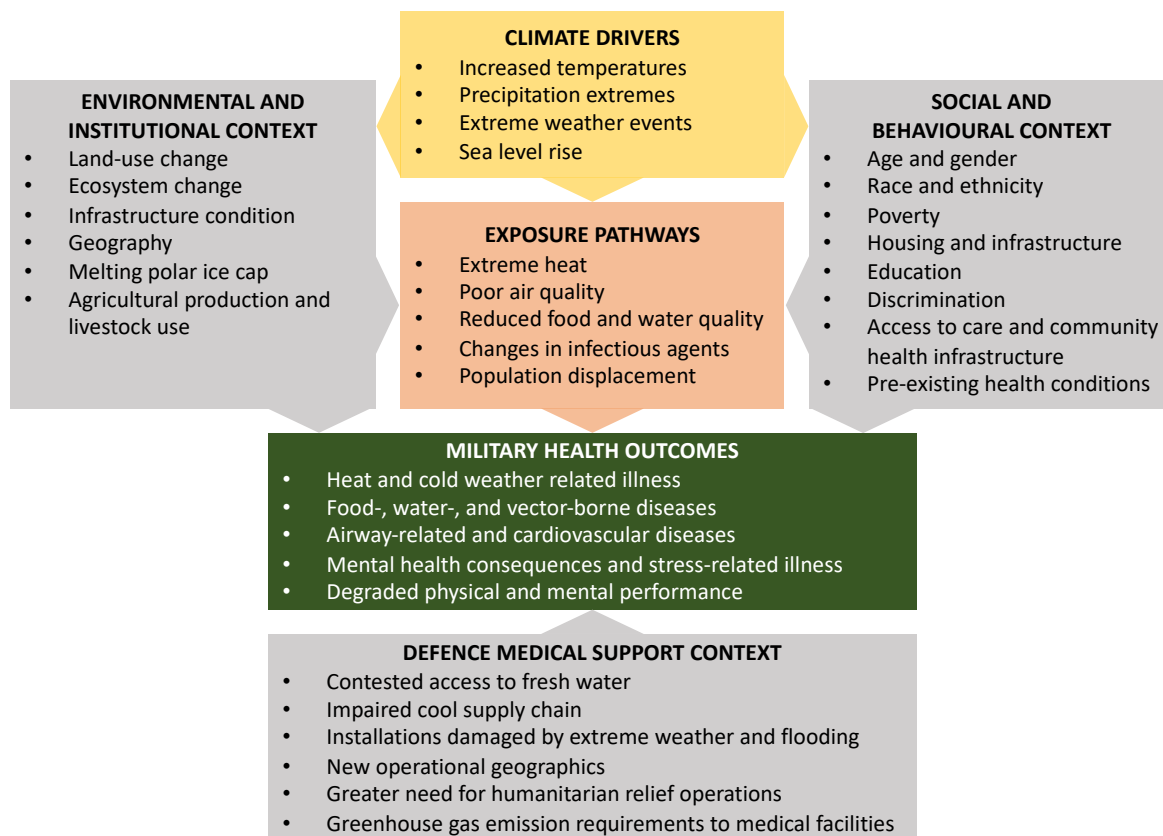 CLIMATE DRIVERS
• Increased temperatures
• Precipitation extremes
• Extreme weather events
• Sea level rise
ENVIRONMENTAL AND
INSTITUTIONAL CONTEXT
• Land-use change
• Ecosystem change
• Infrastructure condition
• Geography
• Melting polar ice cap
• Agricultural production and
livestock use
EXPOSURE PATHWAYS
• Extreme heat
• Poor air quality
• Reduced food and water quality
• Changes in infectious agents
• Population displacement
SOCIAL AND
BEHAVIOURAL CONTEXT
• Age and gender
• Race and ethnicity
• Poverty
• Housing and infrastructure
• Education
• Discrimination
• Access to care and community
health infrastructure
• Pre-existing health conditions
MILITARY HEALTH OUTCOMES
• Heat and cold weather related illness
• Food-, water-, and vector-borne diseases
• Airway-related and cardiovascular diseases
• Mental health consequences and stress-related illness
• Degraded physical and mental performance
DEFENCE MEDICAL SUPPORT CONTEXT
• Contested access to fresh water
• Impaired cool supply chain
• Installations damaged by extreme weather and flooding
• New operational geographics
• Greater need for humanitarian relief operations
• Greenhouse gas emission requirements to medical facilities